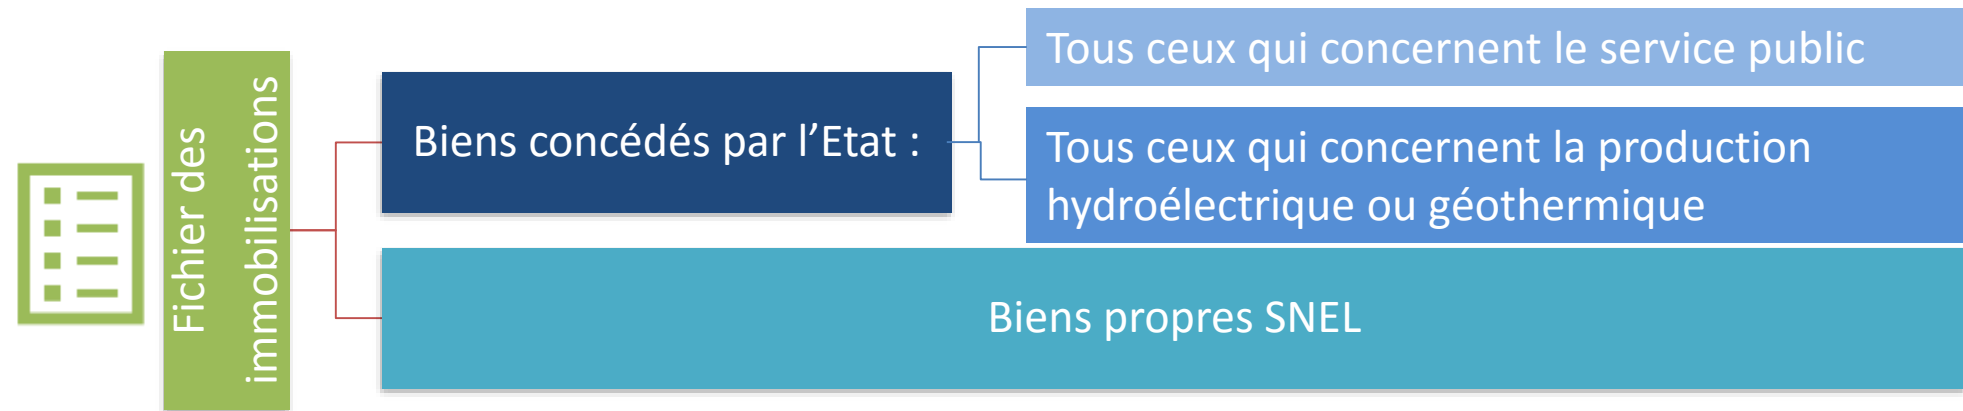 Fichier des
immobilisations
Biens concédés par l’Etat :
Tous ceux qui concernent le service public
Tous ceux qui concernent la production
hydroélectrique ou géothermique
Biens propres SNEL